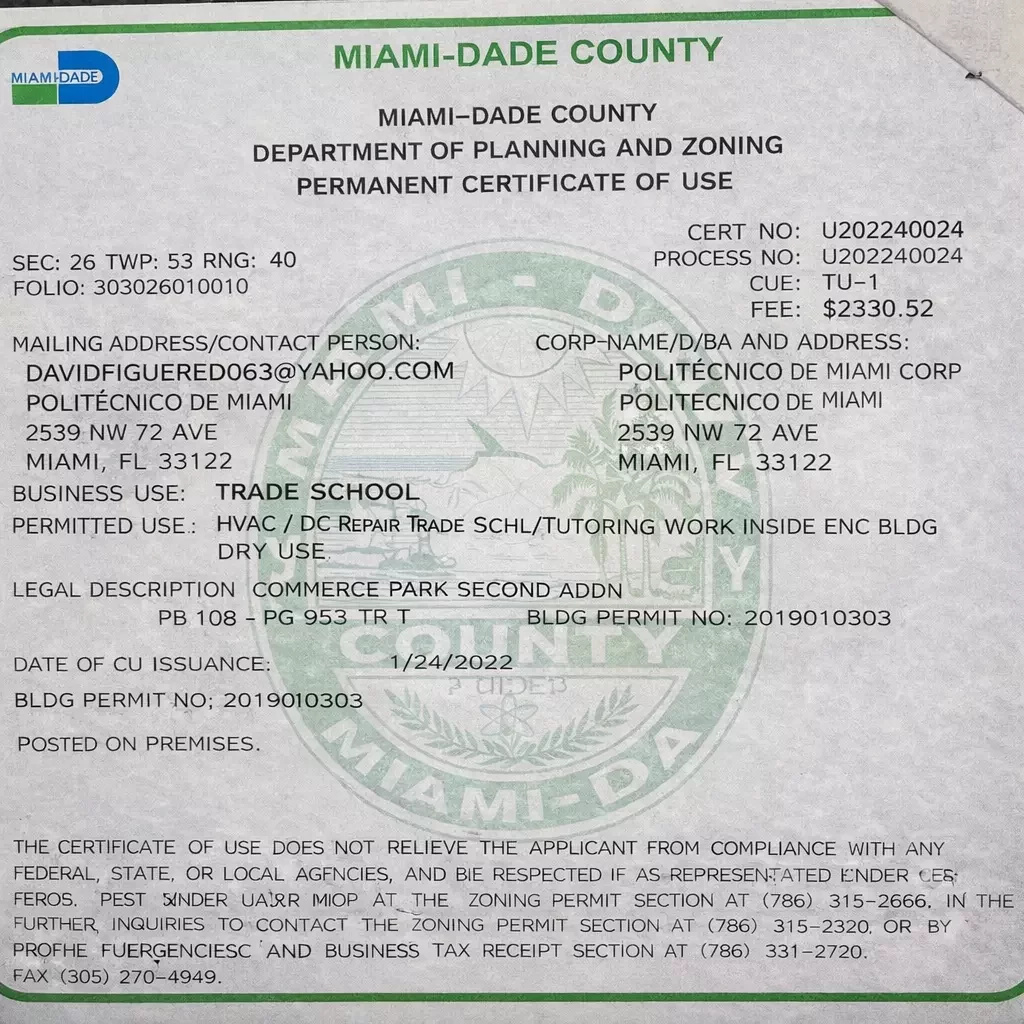 MIAMI-DADE
MIAMI-DADE COUNTY
MIAMI-DADE COUNTY
DEPARTMENT OF PLANNING AND ZONING
PERMANENT CERTIFICATE OF USE
CERT NO: U202240024
SEC: 26 TWP: 53 RNG: 40
PROCESS NO: U202240024
FOLIO: 303026010010
CUE: TU-1
FEE: $2330.52
MAILING ADDRESS/CONTACT PERSON:
DAVIDFIGUERED063@YAHOO.COM
POLITÉCNICO DE MIAMI
2539 NW 72 AVE
MIAMI, FL 33122
CORP-NAME/D/BA AND ADDRESS:
POLITÉCNICO DE MIAMI CORP
POLITECNICO DE MIAMI
2539 NW 72 AVE
MIAMI, FL 33122
BUSINESS USE: TRADE SCHOOL
PERMITTED USE.: HVAC / DC REPAIR TRADE SCHL/TUTORING WORK INSIDE ENC BLDG
DRY USE.
LEGAL DESCRIPTION COMMERCE PARK SECOND ADDN
PB 108 - PG 953 TR T
BLDG PERMIT NO: 2019010303
DATE OF CU ISSUANCE: 1/24/2022
BLDG PERMIT NO; 2019010303
POSTED ON PREMISES.
COUNTY
MIAMI-DA
THE CERTIFICATE OF USE DOES NOT RELIEVE THE APPLICANT FROM COMPLIANCE WITH ANY
FEDERAL, STATE, OR LOCAL AGFNCIES, AND BIE RESPECTED IF AS REPRESENTATED
FEROS. PEST MIOP AT THE ZONING PERMIT SECTION AT (786) 315-2666. IN THE
FURTHER, INQUIRIES TO CONTACT THE ZONING PERMIT SECTION AT (786) 315-2320. OR BY
PROFHE FUERGENCIESC AND BUSINESS TAX RECEIPT SECTION AT (786) 331-2720.
FAX (305) 270-4949.